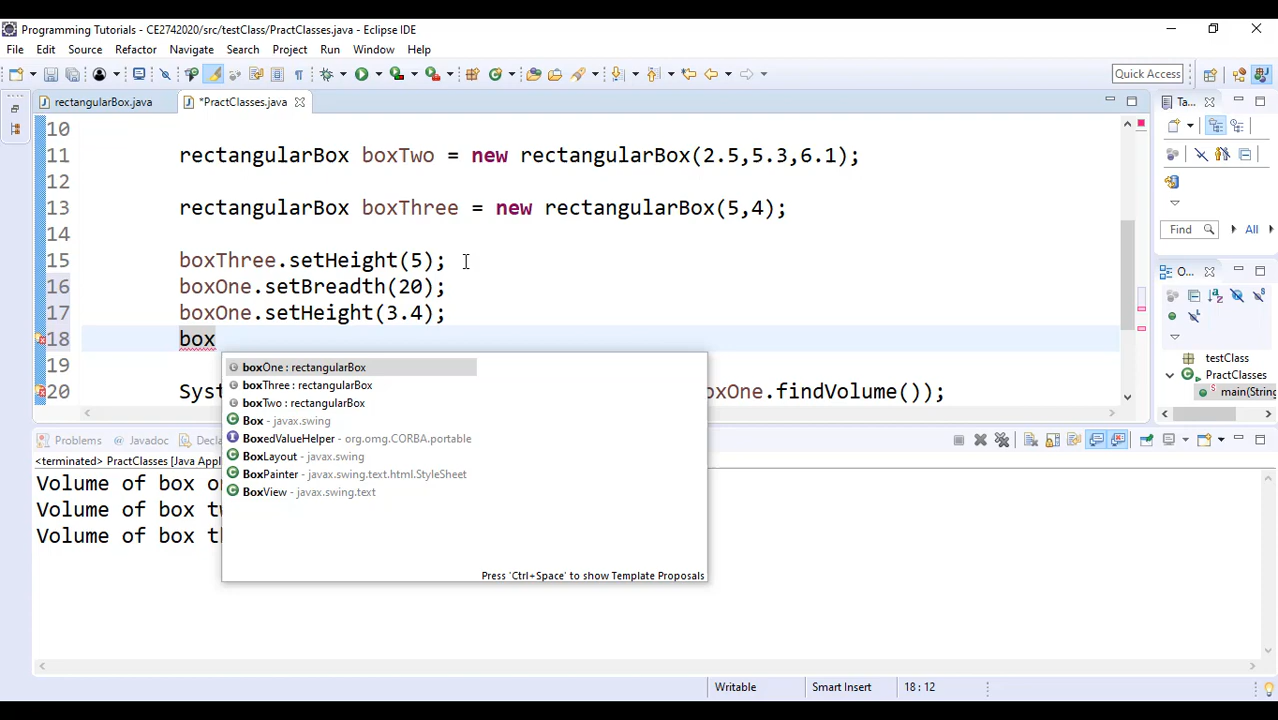 Programming Tutorials - CE2742020/src/testClass/PractClasses.java - Eclipse IDE
File Edit Source Refactor Navigate Search Project Run Window Help
Quick Access
rectangularBox.java *PractClasses.java Ta...
10
11 rectangularBox boxTwo = new rectangularBox(2.5,5.3,6.1);
12
13 rectangularBox boxThree = new rectangularBox(5,4);
14
15 boxThree.setHeight(5);
16 boxOne.setBreadth(20);
17 boxOne.setHeight(3.4);
18 box
19
20 Syst oxOne.findVolume());
Find All
O...
testClass
PractClasses
main(String
boxOne : rectangularBox
boxThree : rectangularBox
boxTwo : rectangularBox
Box - javax.swing
BoxedValueHelper - org.omg.CORBA.portable
BoxLayout - javax.swing
BoxPainter - javax.swing.text.html.StyleSheet
BoxView - javax.swing.text
Press 'Ctrl+Space' to show Template Proposals
Problems Javadoc Decla
<terminated> PractClasses [Java Appl
Volume of box on
Volume of box tw
Volume of box th
Writable Smart Insert 18 : 12